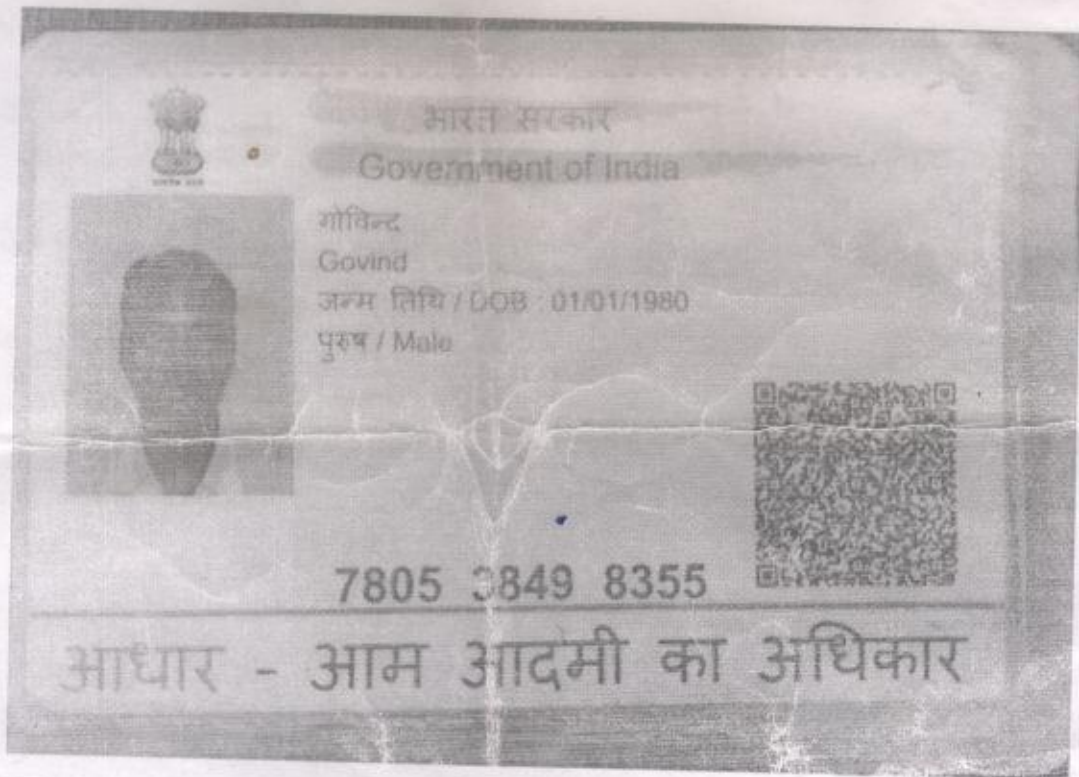 भारत सरकार
Government of India
गोविन्द
Govind
जन्म तिथि / DOB : 01/01/1980
पुरुष / Male
7805 3849 8355
आधार - आम आदमी का अधिकार